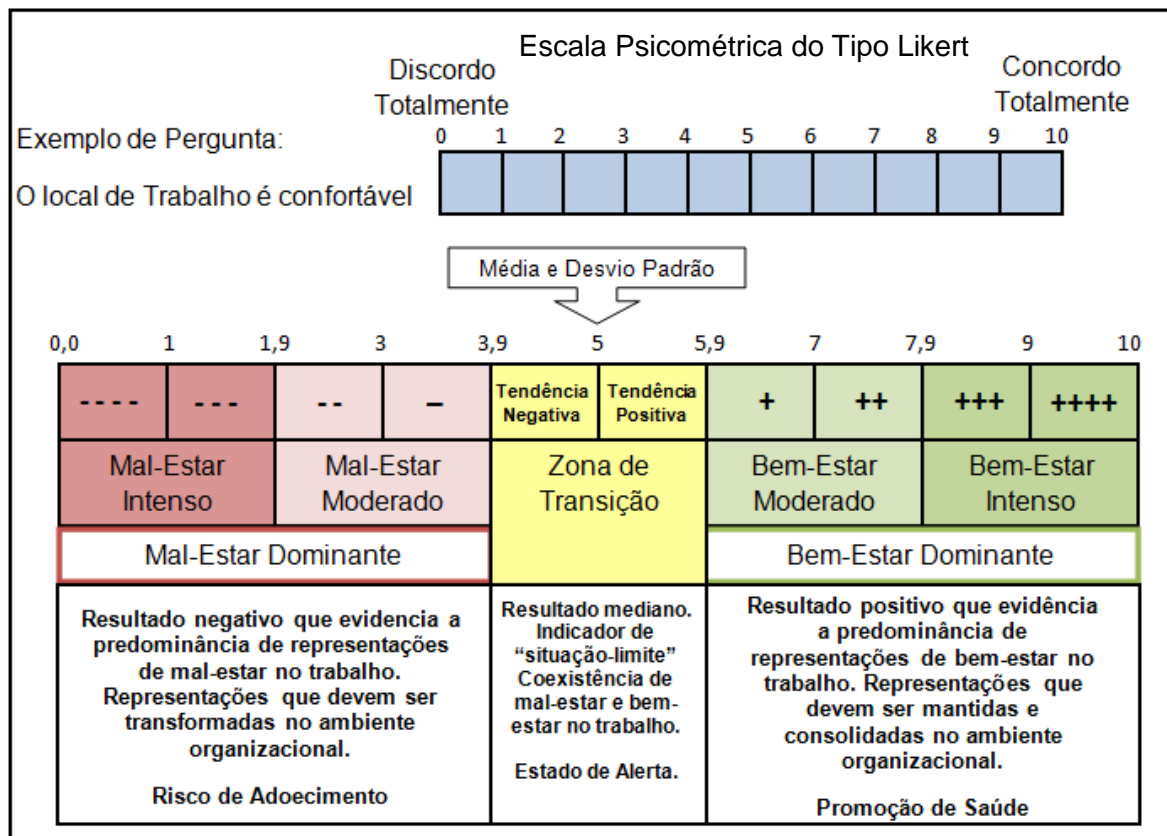 Escala Psicométrica do Tipo Likert
Discordo
Totalmente
Concordo
Totalmente
Exemplo de Pergunta:
0 1 2 3 4 5 6 7 8 9 10
O local de Trabalho é confortável
Média e Desvio Padrão
0,0 1 1,9 3 3,9 5 5,9 7 7,9 9 10
---- --- -- – Tendência Negativa Tendência Positiva + ++ +++ ++++
Mal-Estar
Intenso
Mal-Estar
Moderado
Zona de
Transição
Bem-Estar
Moderado
Bem-Estar
Intenso
Mal-Estar Dominante
Bem-Estar Dominante
Resultado negativo que evidencia a
predominância de representações
de mal-estar no trabalho.
Representações que devem ser
transformadas no ambiente
organizacional.
Risco de Adoecimento
Resultado mediano.
Indicador de
“situação-limite”
Coexistência de
mal-estar e bem-
estar no trabalho.
Estado de Alerta.
Resultado positivo que evidência
a predominância de
representações de bem-estar no
trabalho. Representações que
devem ser mantidas e
consolidadas no ambiente
organizacional.
Promoção de Saúde